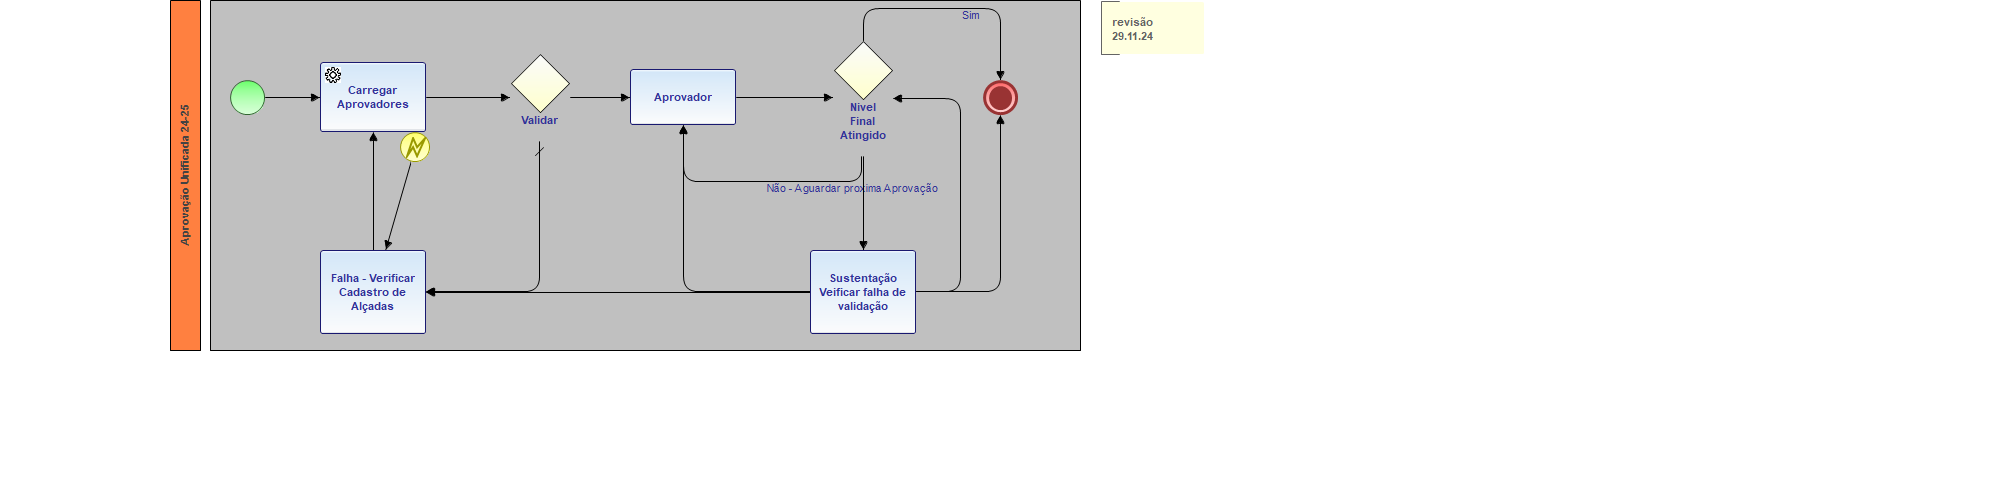 Aprovação Unificada 24-25
Sim
revisão
29.11.24
Carregar
Aprovadores
Validar
Aprovador
Nivel
Final
Atingido
Não - Aguardar proxima Aprovação
Falha - Verificar
Cadastro de
Alçadas
Sustentação
Veificar falha de
validação